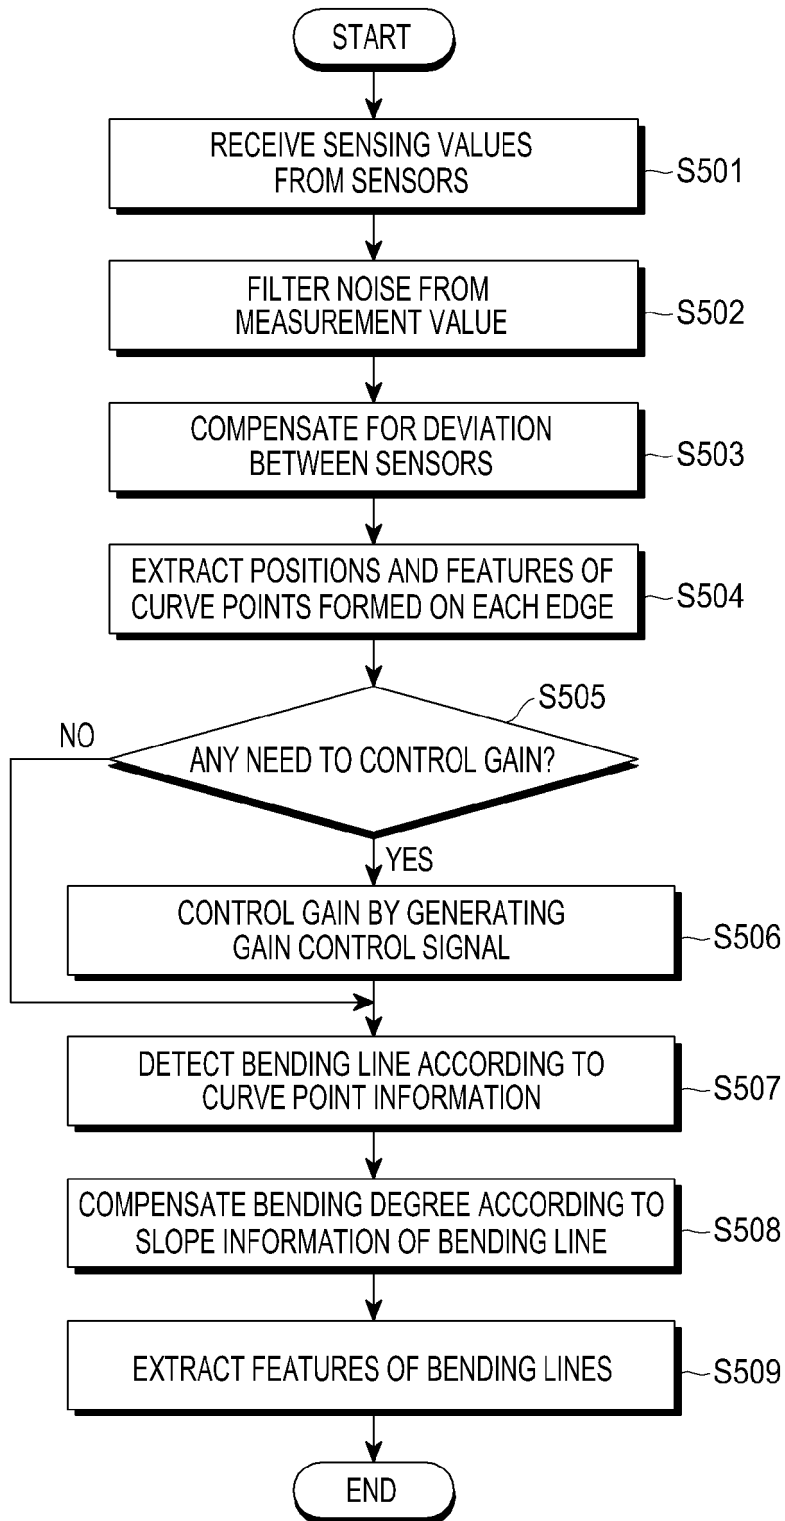 START
RECEIVE SENSING VALUES
FROM SENSORS
S501
FILTER NOISE FROM
MEASUREMENT VALUE
S502
COMPENSATE FOR DEVIATION
BETWEEN SENSORS
S503
EXTRACT POSITIONS AND FEATURES OF
CURVE POINTS FORMED ON EACH EDGE
S504
S505
NO
ANY NEED TO CONTROL GAIN?
YES
CONTROL GAIN BY GENERATING
GAIN CONTROL SIGNAL
S506
DETECT BENDING LINE ACCORDING TO
CURVE POINT INFORMATION
S507
COMPENSATE BENDING DEGREE ACCORDING TO
SLOPE INFORMATION OF BENDING LINE
S508
EXTRACT FEATURES OF BENDING LINES
S509
END